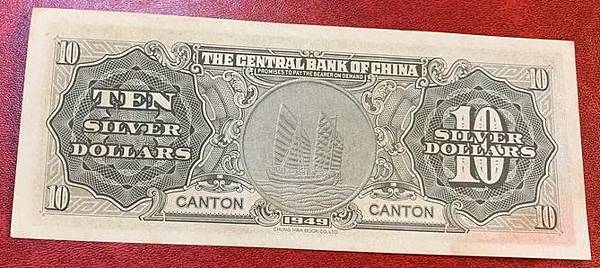 10
10
THE CENTRAL BANK OF CHINA
PROMISES TO PAY THE BEARER ON DEMAND
TEN
SILVER
DOLLARS
10
SILVER
DOLLARS
CANTON
CANTON
10
10
1949
CHUNG HWA BOOK CO. LTD.